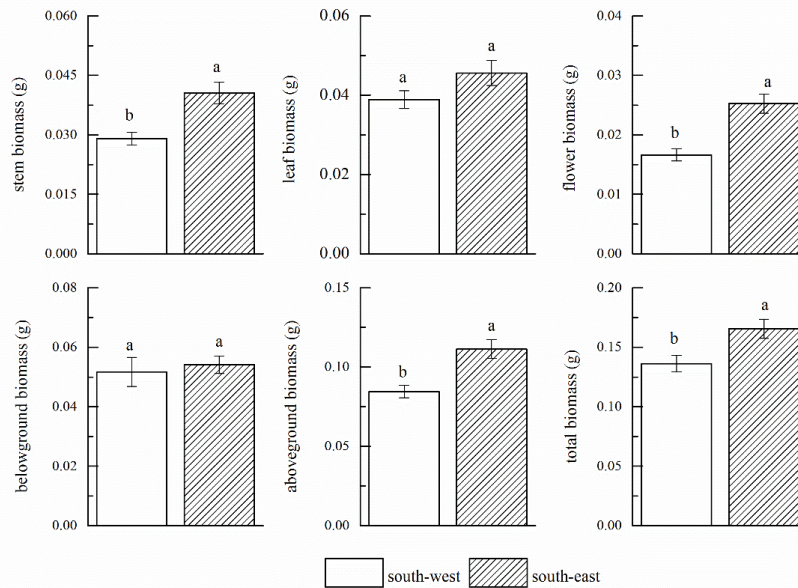 stem biomass (g)
0.060
0.045
0.030
0.015
0.000
b
a
leaf biomass (g)
0.06
0.04
0.02
0.00
a
a
flower biomass (g)
0.04
0.03
0.02
0.01
0.00
b
a
belowground biomass (g)
0.08
0.06
0.04
0.02
0.00
a
a
aboveground biomass (g)
0.15
0.10
0.05
0.00
b
a
total biomass (g)
0.20
0.15
0.10
0.05
0.00
b
a
south-west
south-east